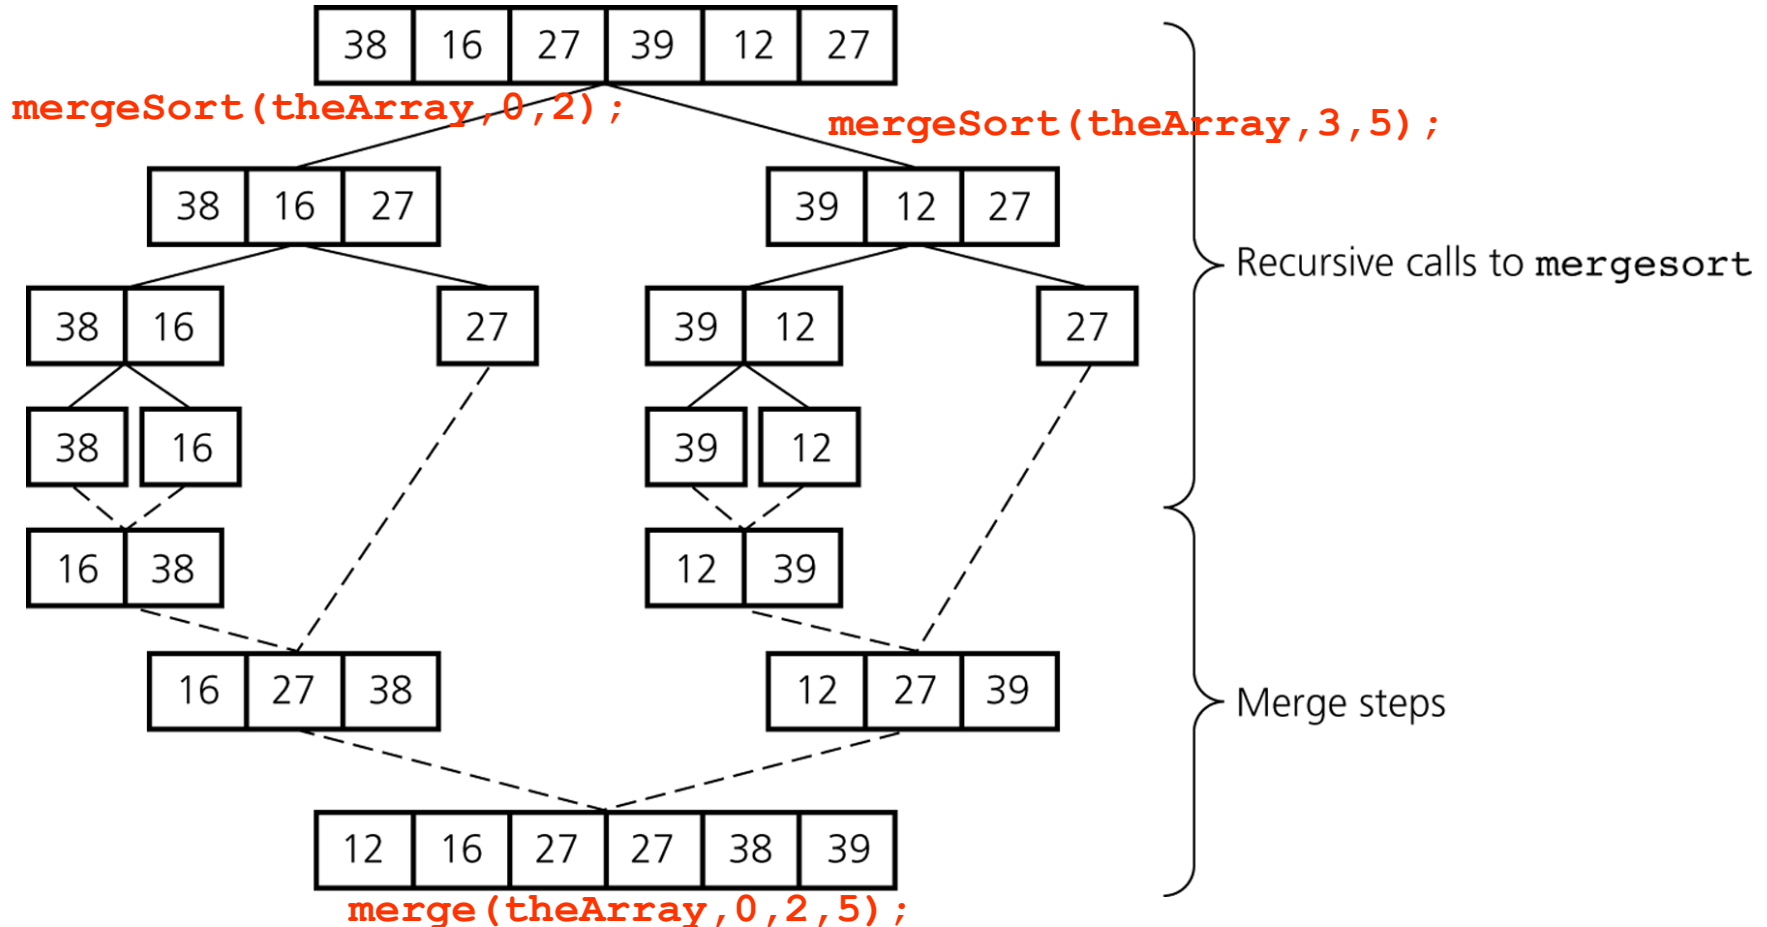 38 16 27 39 12 27
mergeSort(theArray,0,2);
mergeSort(theArray,3,5);
38 16 27
39 12 27
Recursive calls to mergesort
38 16
27
39 12
27
38
16
39
12
16 38
12 39
16 27 38
12 27 39
Merge steps
12 16 27 27 38 39
merge(theArray,0,2,5);